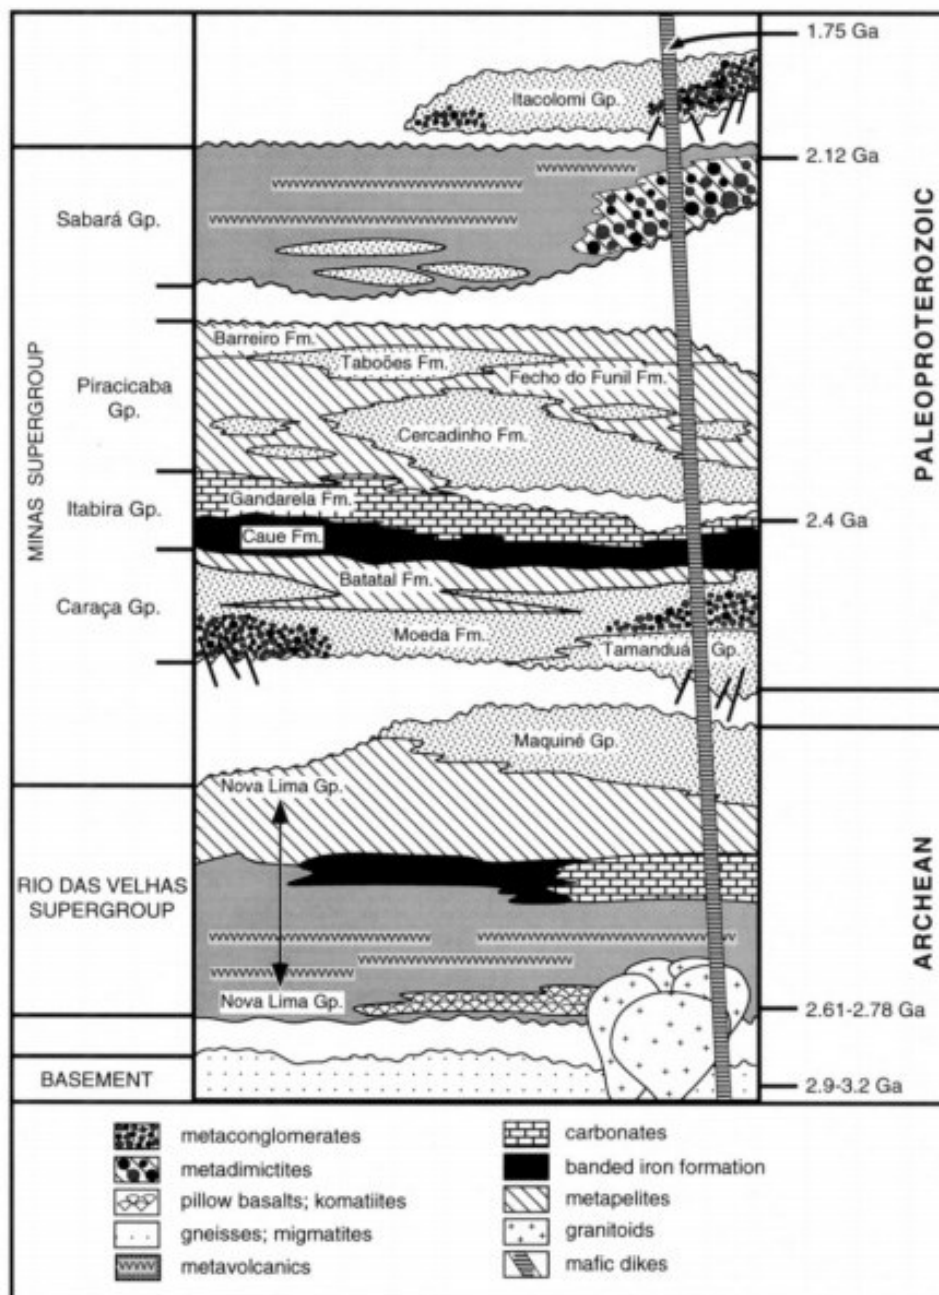 1.75 Ga
Itacolomi Gp.
2.12 Ga
Sabará Gp.
PALEOPROTEROZOIC
MINAS SUPERGROUP
Barreiro Fm.
Taboões Fm.
Fecho do Funil Fm.
Piracicaba
Gp.
Cercadinho Fm.
Gandarela Fm.
Itabira Gp.
2.4 Ga
Caue Fm.
Batatal Fm.
Caraça Gp.
Moeda Fm.
Tamanduá Gp.
Maquiné Gp.
Nova Lima Gp.
ARCHEAN
RIO DAS VELHAS
SUPERGROUP
Nova Lima Gp.
2.61-2.78 Ga
BASEMENT
2.9-3.2 Ga
metaconglomerates
metadimictites
pillow basalts; komatiites
gneisses; migmatites
metavolcanics
carbonates
banded iron formation
metapelites
granitoids
mafic dikes